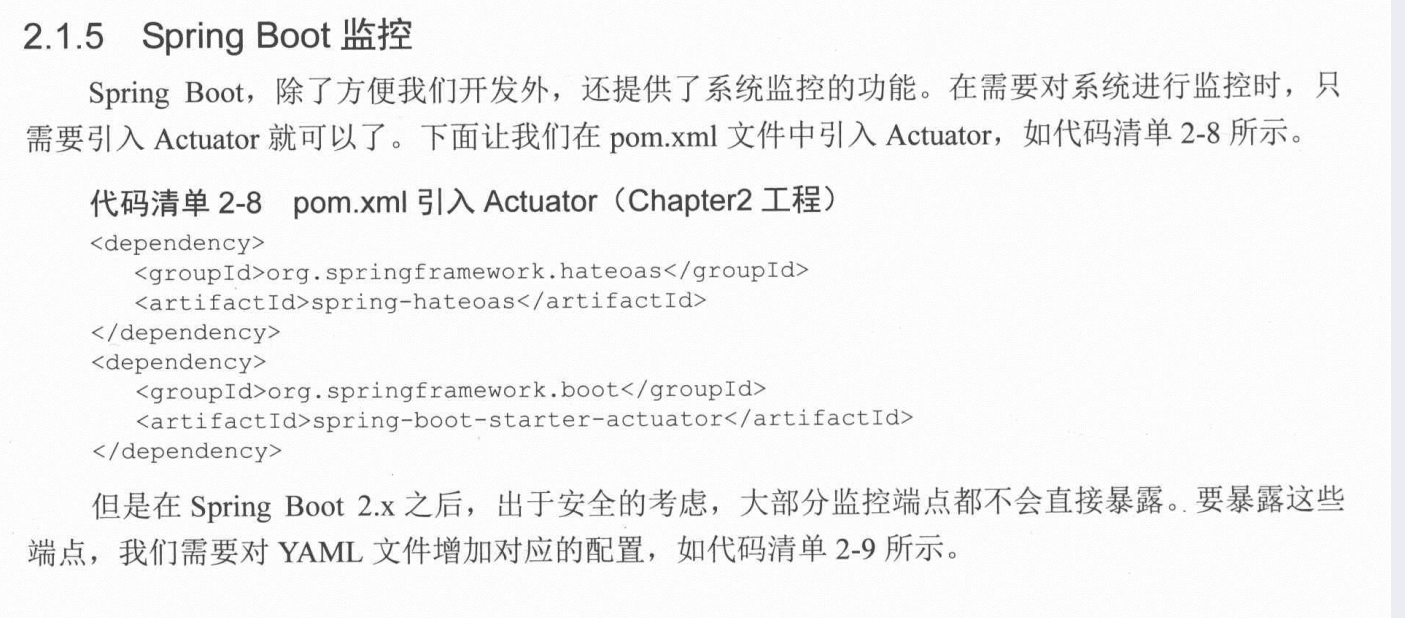 2.1.5 Spring Boot 监控
Spring Boot，除了方便我们开发外，还提供了系统监控的功能。在需要对系统进行监控时，只
需要引入 Actuator 就可以了。下面让我们在 pom.xml 文件中引入 Actuator，如代码清单 2-8 所示。
代码清单 2-8 pom.xml 引入 Actuator（Chapter2 工程）
<dependency>
<groupId>org.springframework.hateoas</groupId>
<artifactId>spring-hateoas</artifactId>
</dependency>
<dependency>
<groupId>org.springframework.boot</groupId>
<artifactId>spring-boot-starter-actuator</artifactId>
</dependency>
但是在 Spring Boot 2.x 之后，出于安全的考虑，大部分监控端点都不会直接暴露。要暴露这些
端点，我们需要对 YAML 文件增加对应的配置，如代码清单 2-9 所示。